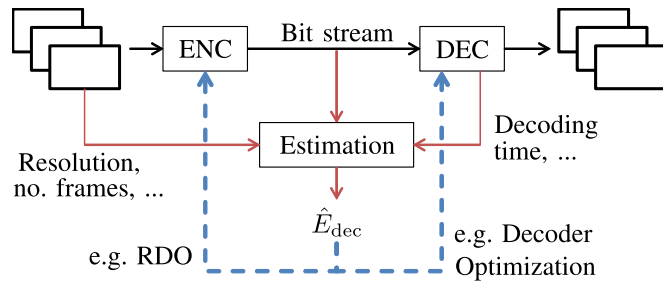 Bit stream
ENC
DEC
Estimation
Decoding
time, ...
Resolution,
no. frames, ...
Ê_dec
e.g. RDO
e.g. Decoder
Optimization